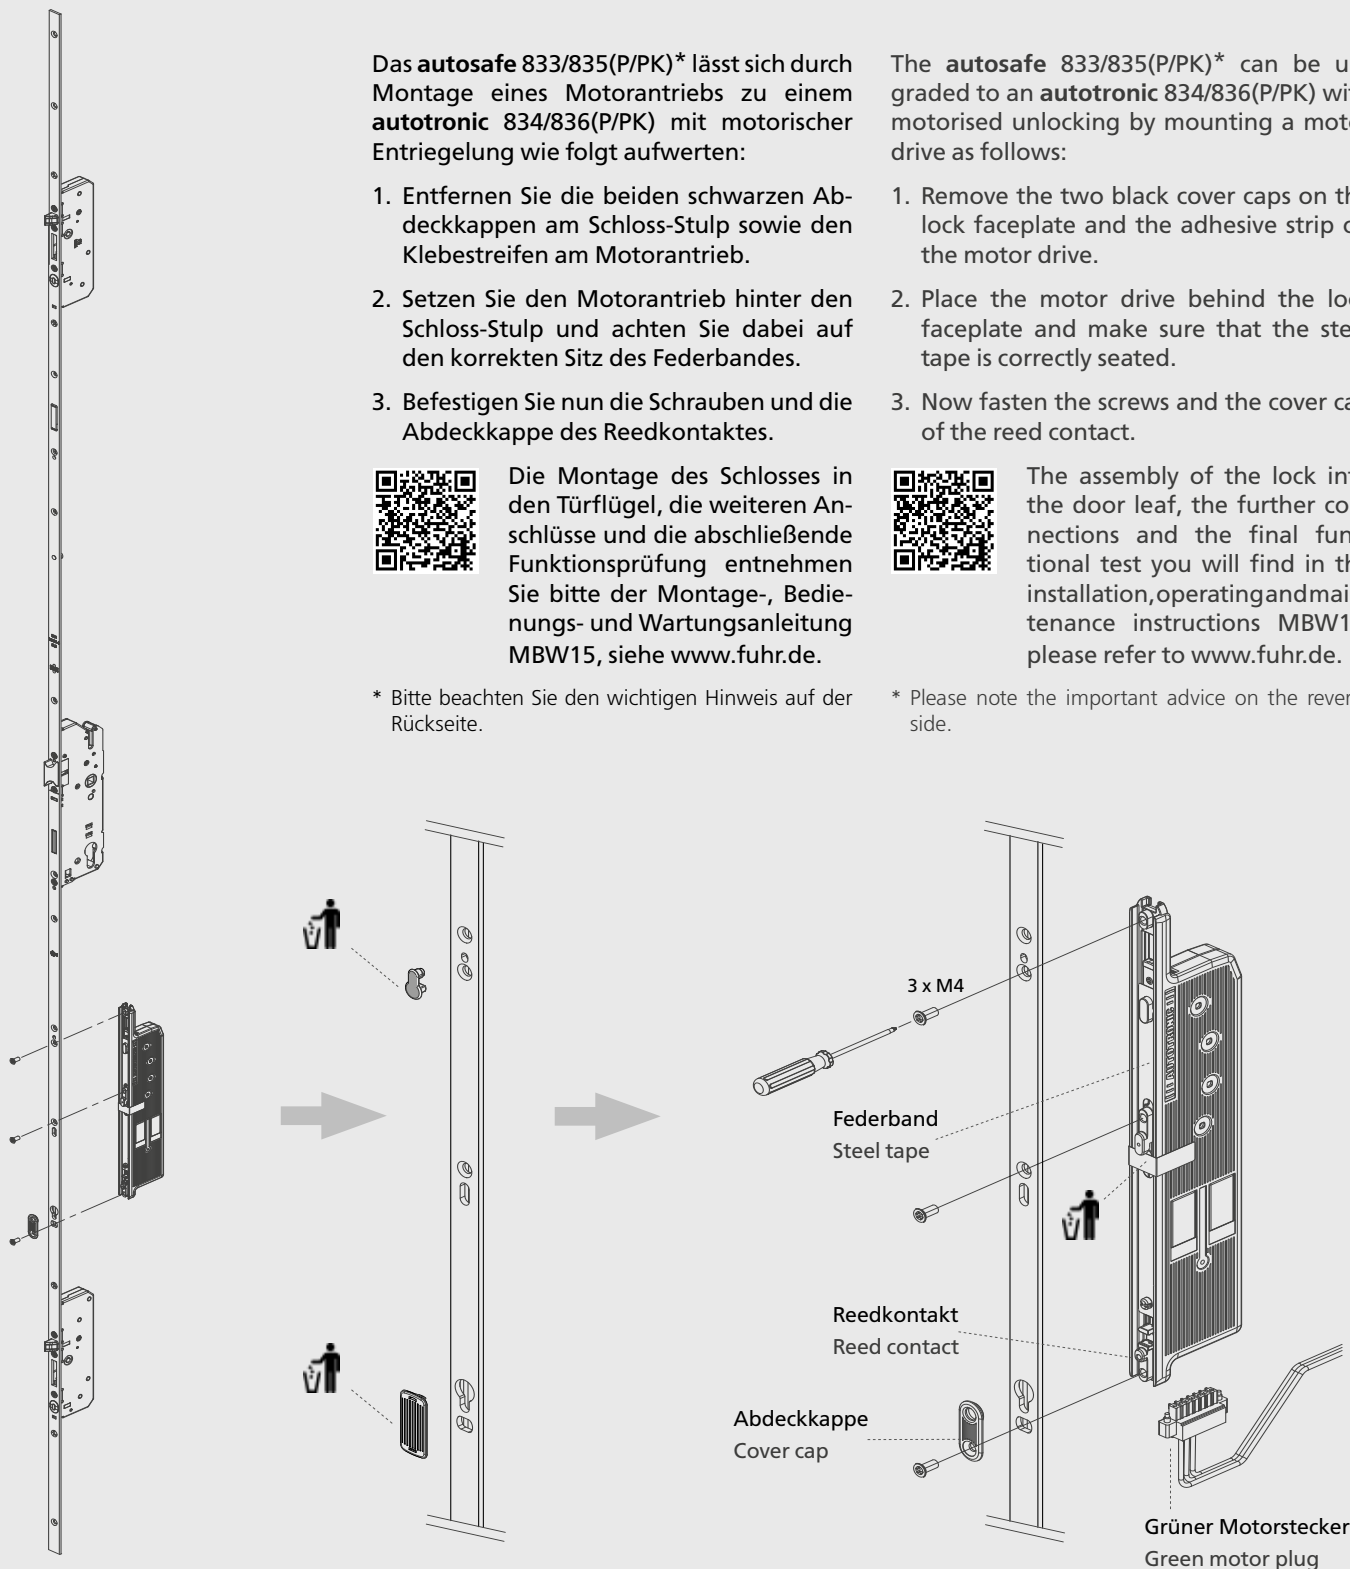 Das autosafe 833/835(P/PK)* lässt sich durch
Montage eines Motorantriebs zu einem
autotronic 834/836(P/PK) mit motorischer
Entriegelung wie folgt aufwerten:
1. Entfernen Sie die beiden schwarzen Ab-
deckkappen am Schloss-Stulp sowie den
Klebestreifen am Motorantrieb.
2. Setzen Sie den Motorantrieb hinter den
Schloss-Stulp und achten Sie dabei auf
den korrekten Sitz des Federbandes.
3. Befestigen Sie nun die Schrauben und die
Abdeckkappe des Reedkontaktes.
Die Montage des Schlosses in
den Türflügel, die weiteren An-
schlüsse und die abschließende
Funktionsprüfung entnehmen
Sie bitte der Montage-, Bedie-
nungs- und Wartungsanleitung
MBW15, siehe www.fuhr.de.
* Bitte beachten Sie den wichtigen Hinweis auf der
Rückseite.
The autosafe 833/835(P/PK)* can be u
graded to an autotronic 834/836(P/PK) wit
motorised unlocking by mounting a moto
drive as follows:
1. Remove the two black cover caps on th
lock faceplate and the adhesive strip o
the motor drive.
2. Place the motor drive behind the loc
faceplate and make sure that the ste
tape is correctly seated.
3. Now fasten the screws and the cover ca
of the reed contact.
The assembly of the lock int
the door leaf, the further co
nections and the final fun
tional test you will find in th
installation, operating and mai
tenance instructions MBW1
please refer to www.fuhr.de.
* Please note the important advice on the rever
side.
3 x M4
Federband
Steel tape
Reedkontakt
Reed contact
Abdeckkappe
Cover cap
Grüner Motorstecker
Green motor plug